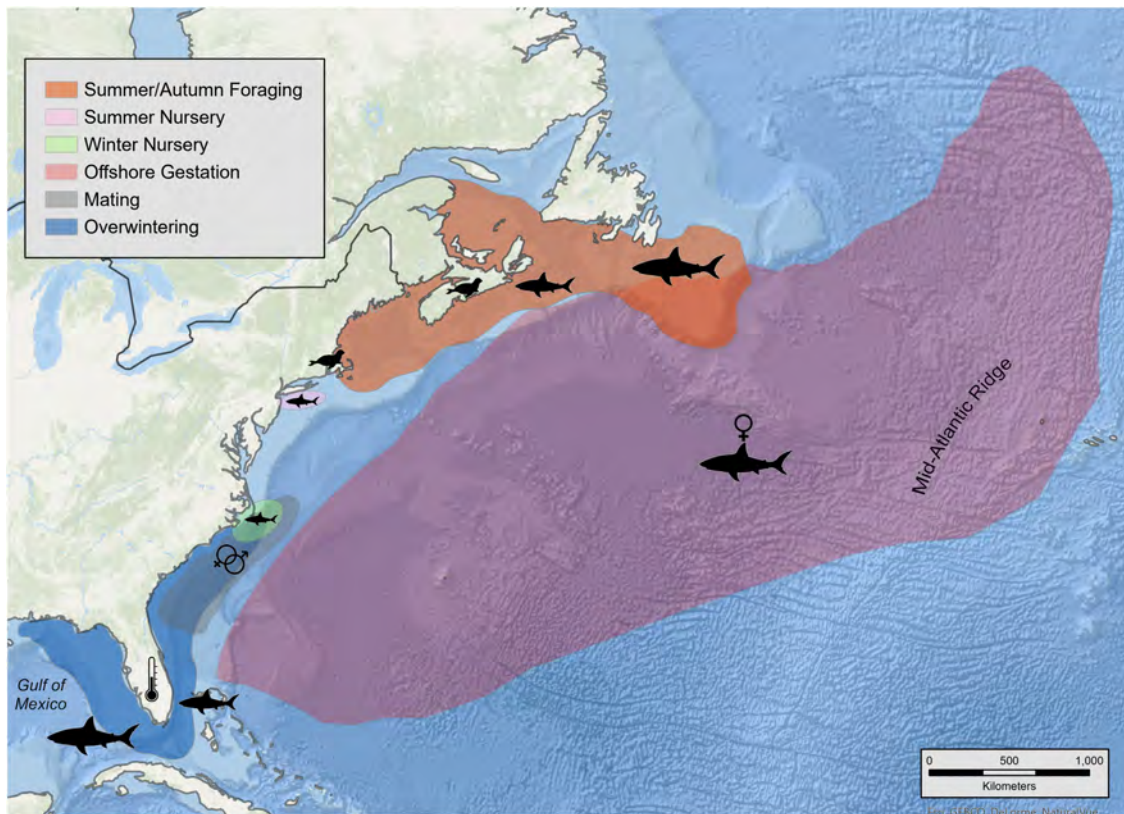 Summer/Autumn Foraging
Summer Nursery
Winter Nursery
Offshore Gestation
Mating
Overwintering
Mid-Atlantic Ridge
Gulf of
Mexico
0 500 1,000
Kilometers